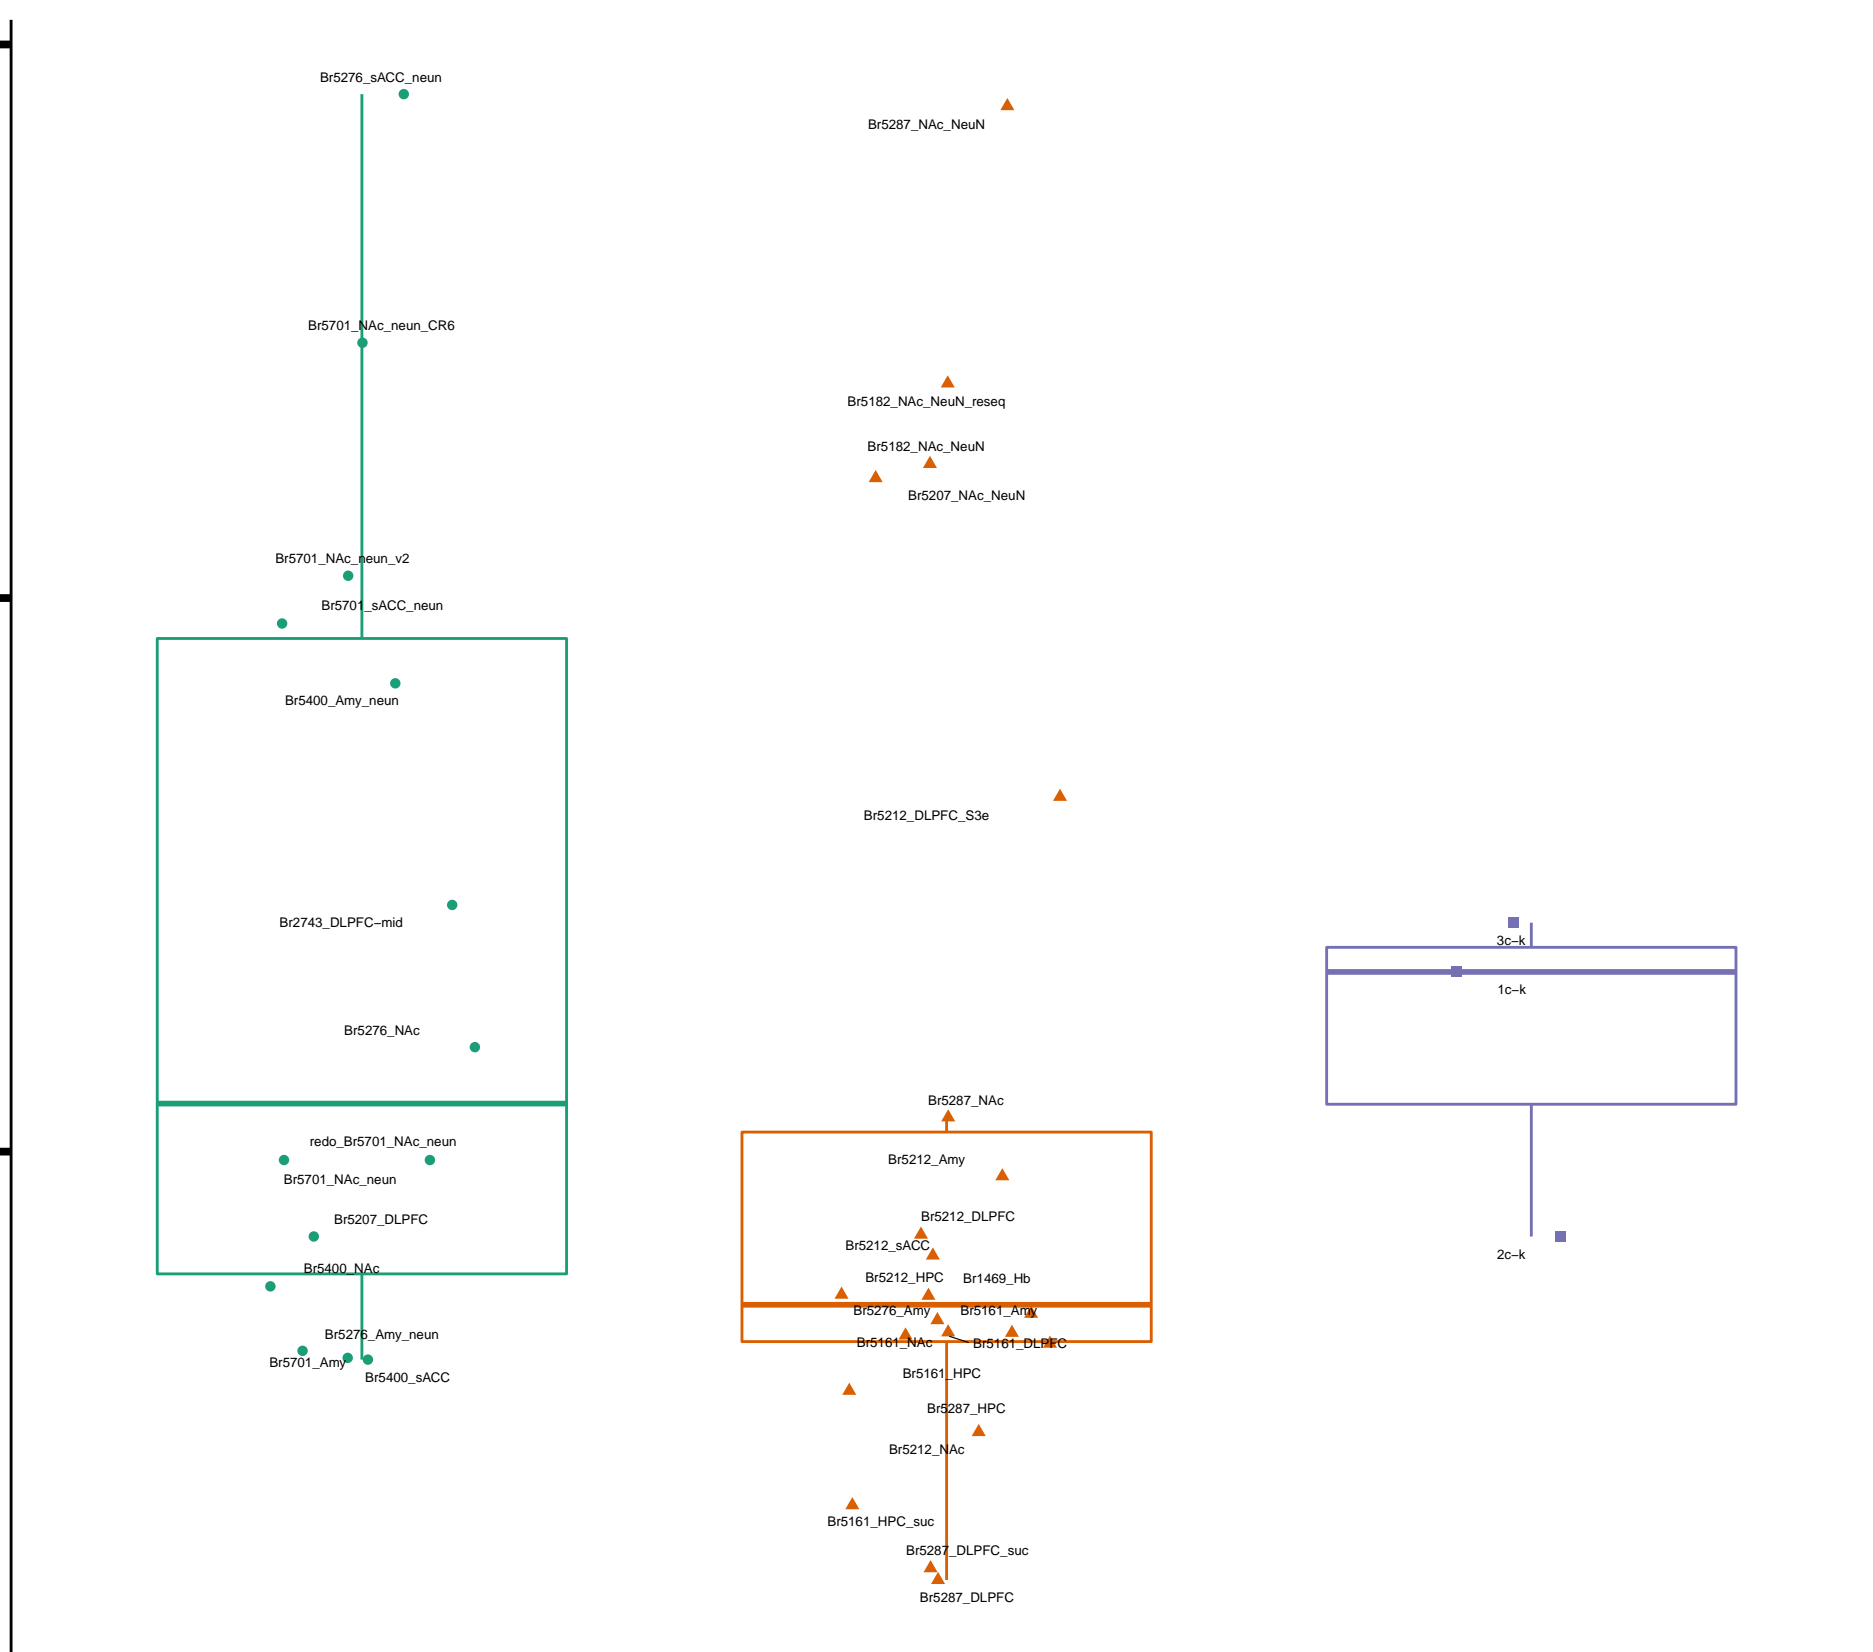 Br5276_sACC_neun
Br5701_NAc_neun_CR6
Br5701_NAc_neun_v2
Br5701_sACC_neun
Br5400_Amy_neun
Br2743_DLPFC−mid
Br5276_NAc
redo_Br5701_NAc_neun
Br5701_NAc_neun
Br5207_DLPFC
Br5400_NAc
Br5276_Amy_neun
Br5701_Amy
Br5400_sACC
Br5287_NAc_NeuN
Br5182_NAc_NeuN_reseq
Br5182_NAc_NeuN
Br5207_NAc_NeuN
Br5212_DLPFC_S3e
Br5287_NAc
Br5212_Amy
Br5212_DLPFC
Br5212_sACC
Br5212_HPC
Br1469_Hb
Br5276_Amy
Br5161_Amy
Br5161_NAc
Br5161_DLPFC
Br5161_HPC
Br5287_HPC
Br5212_NAc
Br5161_HPC_suc
Br5287_DLPFC_suc
Br5287_DLPFC
3c−k
1c−k
2c−k